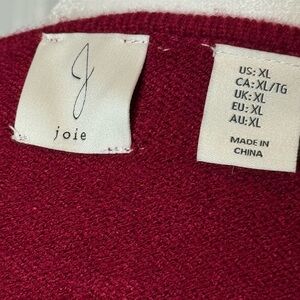 J
joie
US: XL
CA: XL/TG
UK: XL
EU: XL
AU: XL
MADE IN
CHINA